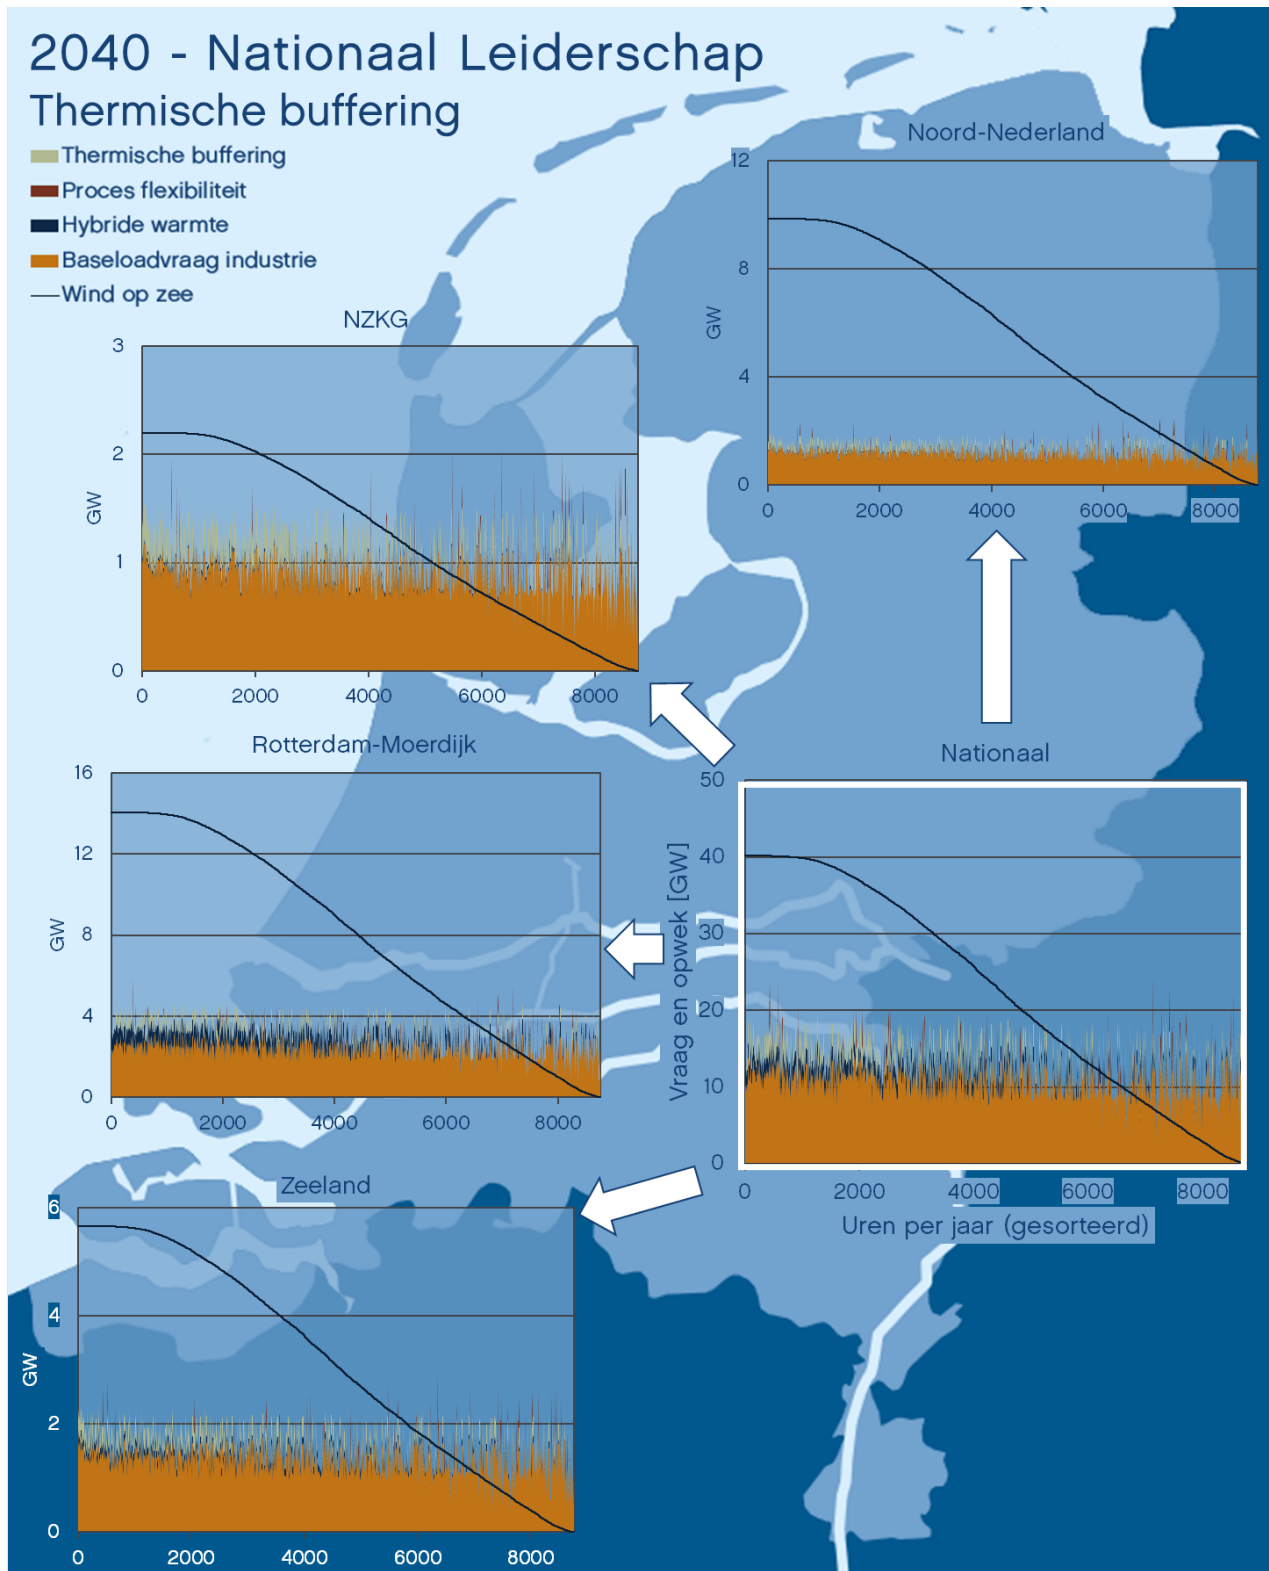 2040 - Nationaal Leiderschap
Thermische buffering
Thermische buffering
Proces flexibiliteit
Hybride warmte
Baseloadvraag industrie
Wind op zee
Noord-Nederland
12
8
4
0
GW
0 2000 4000 6000 8000
NZKG
3
2
1
0
GW
0 2000 4000 6000 8000
Rotterdam-Moerdijk
16
12
8
4
0
GW
0 2000 4000 6000 8000
Nationaal
50
40
30
20
10
0
Vraag en opwek [GW]
0 2000 4000 6000 8000
Uren per jaar (gesorteerd)
Zeeland
6
4
2
0
GW
0 2000 4000 6000 8000